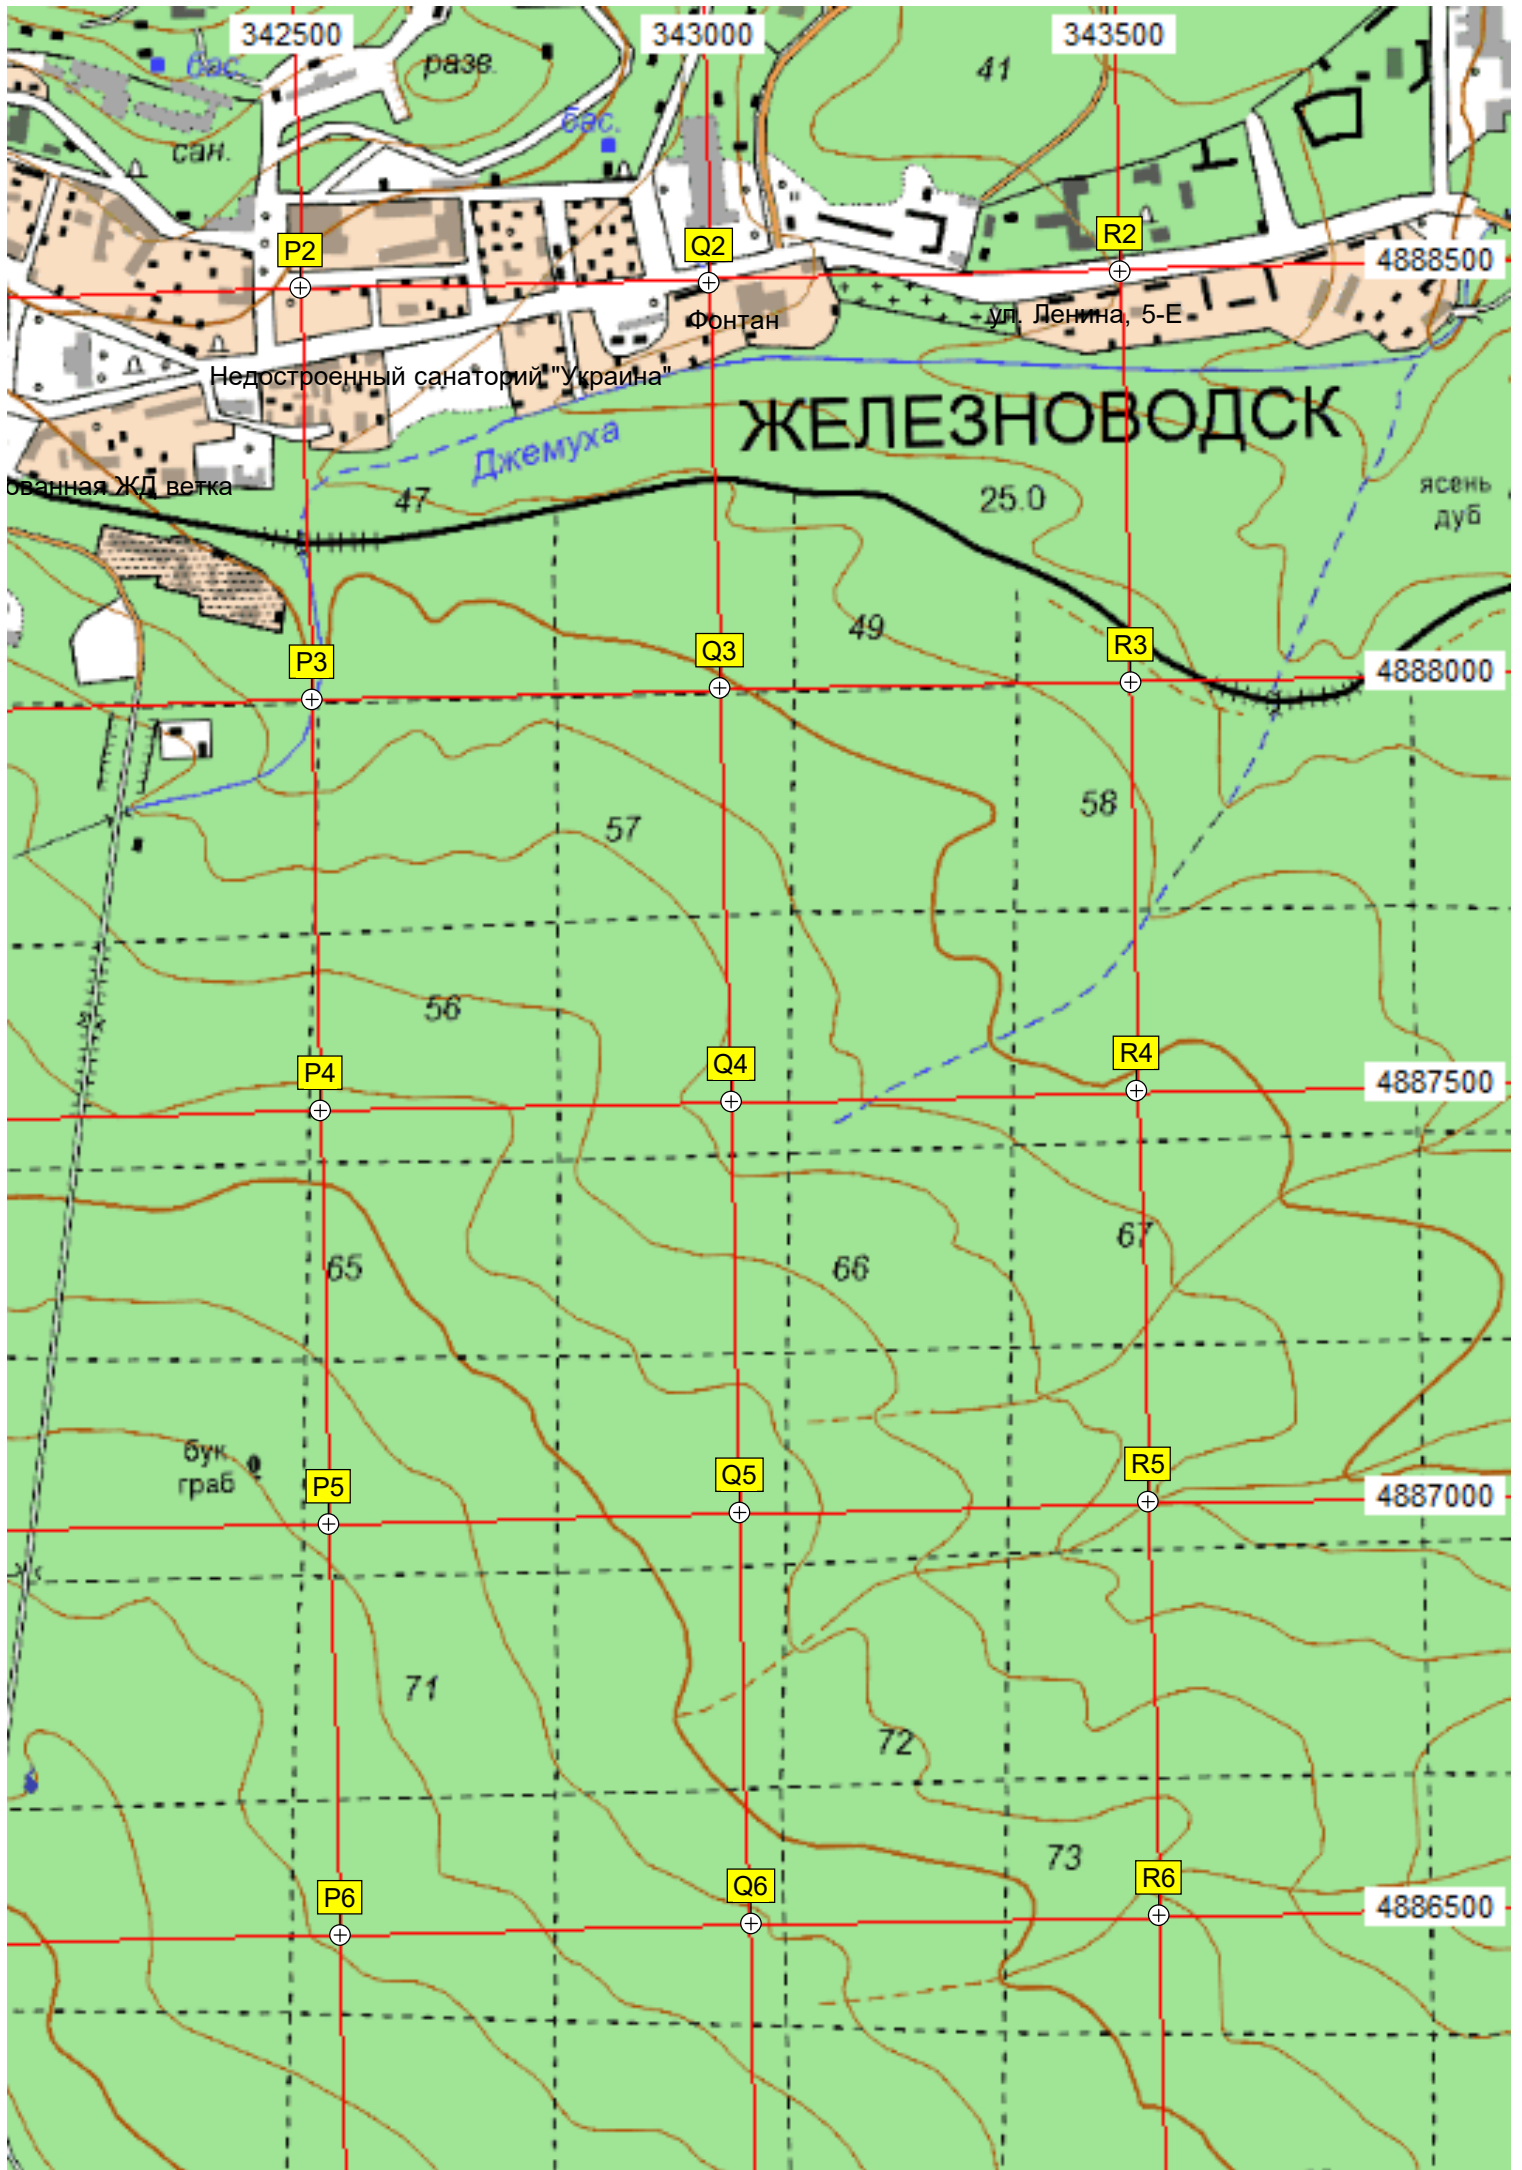 342500
343000
343500
бас.
разв.
41
бас.
сан.
P2
Q2
R2
4888500
Фонтан
ул. Ленина, 5-Е
Недостроенный санаторий "Украина"
ЖЕЛЕЗНОВОДСК
Джемуха
ованная ЖД ветка
47
25.0
ясень
дуб
49
P3
Q3
R3
4888000
58
57
56
P4
Q4
R4
4887500
67
65
66
бук
граб
P5
Q5
R5
4887000
71
72
73
P6
Q6
R6
4886500